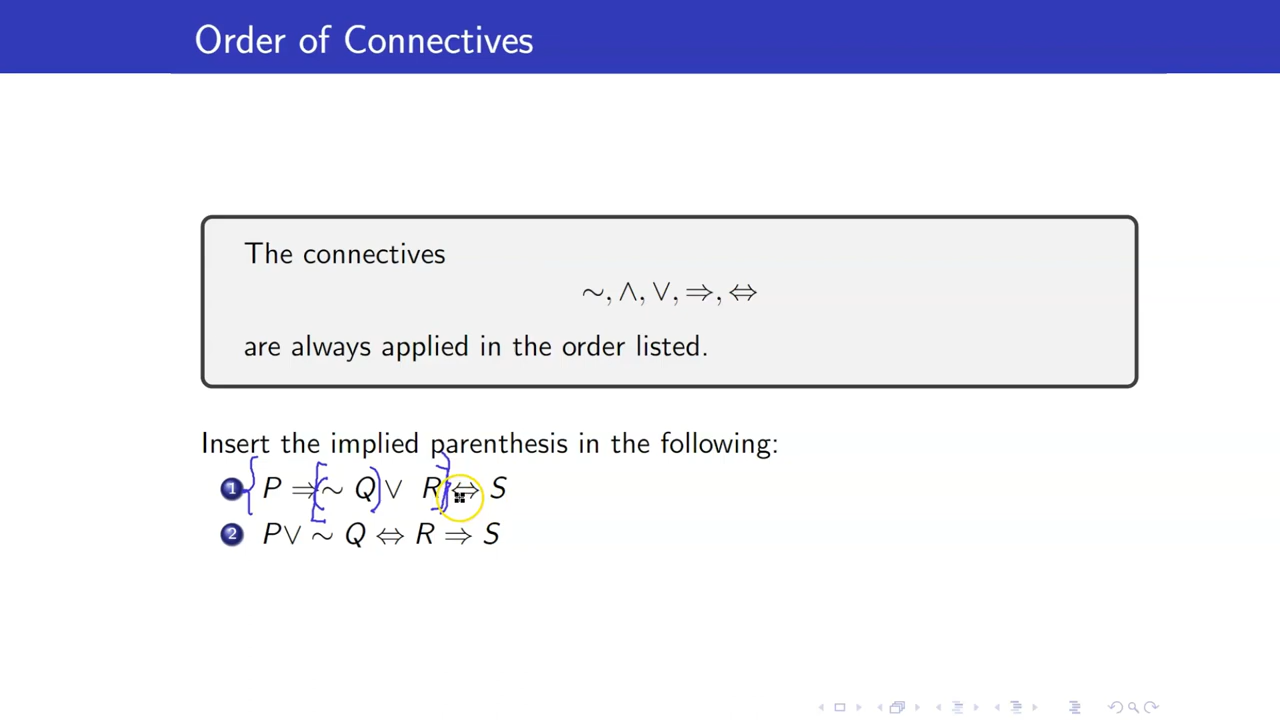 Order of Connectives
The connectives
∼, ∧, ∨, ⇒, ⇔
are always applied in the order listed.
Insert the implied parenthesis in the following:
1 { P ⇒ [(∼ Q) ∨ R]} ⇔ S
2 P∨ ∼ Q ⇔ R ⇒ S